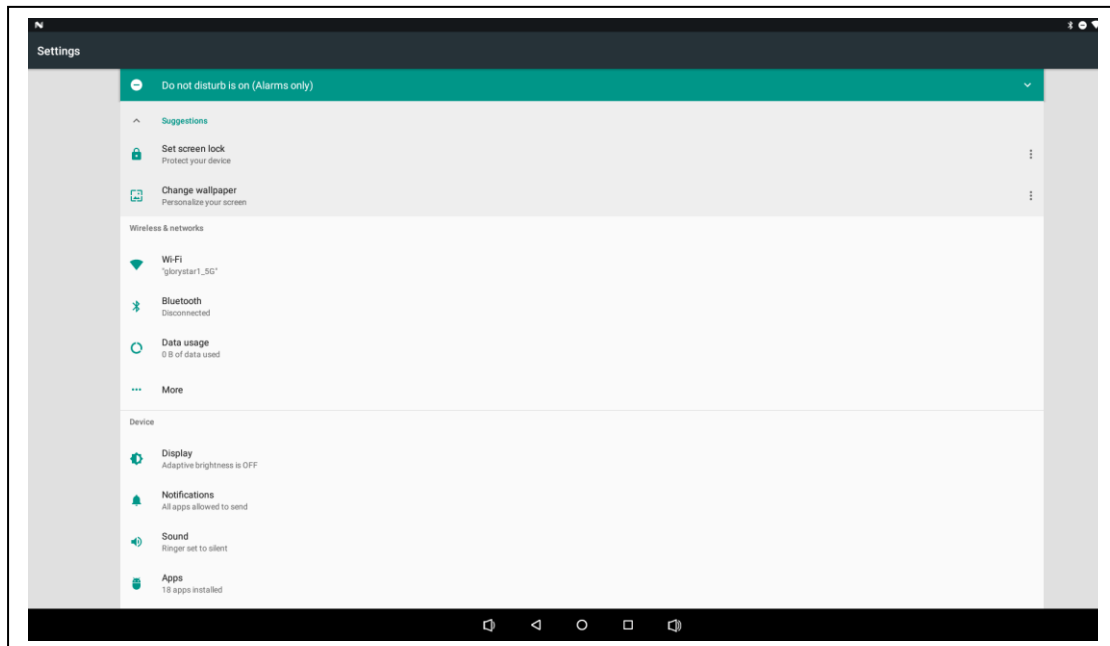 Settings
Do not disturb is on (Alarms only)
Suggestions
Set screen lock
Protect your device
Change wallpaper
Personalize your screen
Wireless & networks
Wi-Fi
"glorystar1_5G"
Bluetooth
Disconnected
Data usage
0 B of data used
More
Device
Display
Adaptive brightness is OFF
Notifications
All apps allowed to send
Sound
Ringer set to silent
Apps
18 apps installed